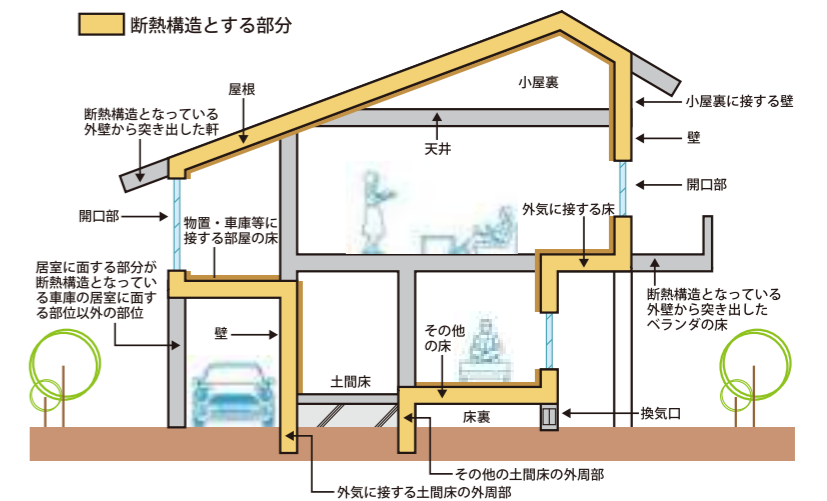 断熱構造とする部分
小屋裏
屋根
小屋裏に接する壁
断熱構造となっている
外壁から突き出した軒
天井
壁
開口部
外気に接する床
開口部
物置・車庫等に
接する部屋の床
居室に面する部分が
断熱構造となってい
る車庫の居室に面す
る部位以外の部位
断熱構造となっている
外壁から突き出した
ベランダの床
壁
その他
の床
土間床
床裏
換気口
その他の土間床の外周部
外気に接する土間床の外周部